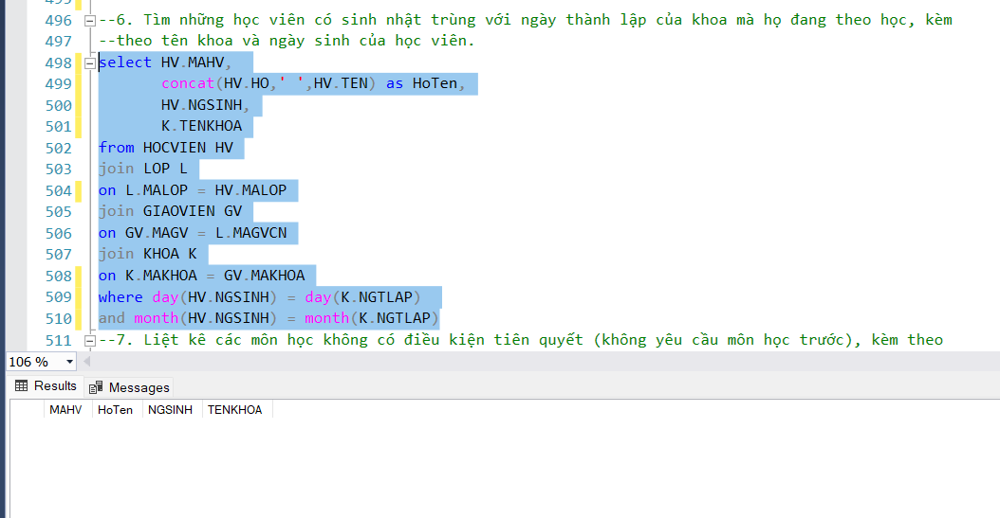 495
496 --6. Tìm những học viên có sinh nhật trùng với ngày thành lập của khoa mà họ đang theo học, kèm
497 --theo tên khoa và ngày sinh của học viên.
498 select HV.MAHV,
499 concat(HV.HO,' ',HV.TEN) as HoTen,
500 HV.NGSINH,
501 K.TENKHOA
502 from HOCVIEN HV
503 join LOP L
504 on L.MALOP = HV.MALOP
505 join GIAOVIEN GV
506 on GV.MAGV = L.MAGVCN
507 join KHOA K
508 on K.MAKHOA = GV.MAKHOA
509 where day(HV.NGSINH) = day(K.NGTLAP)
510 and month(HV.NGSINH) = month(K.NGTLAP)
511 --7. Liệt kê các môn học không có điều kiện tiên quyết (không yêu cầu môn học trước), kèm theo
106 %
Results Messages
MAHV HoTen NGSINH TENKHOA